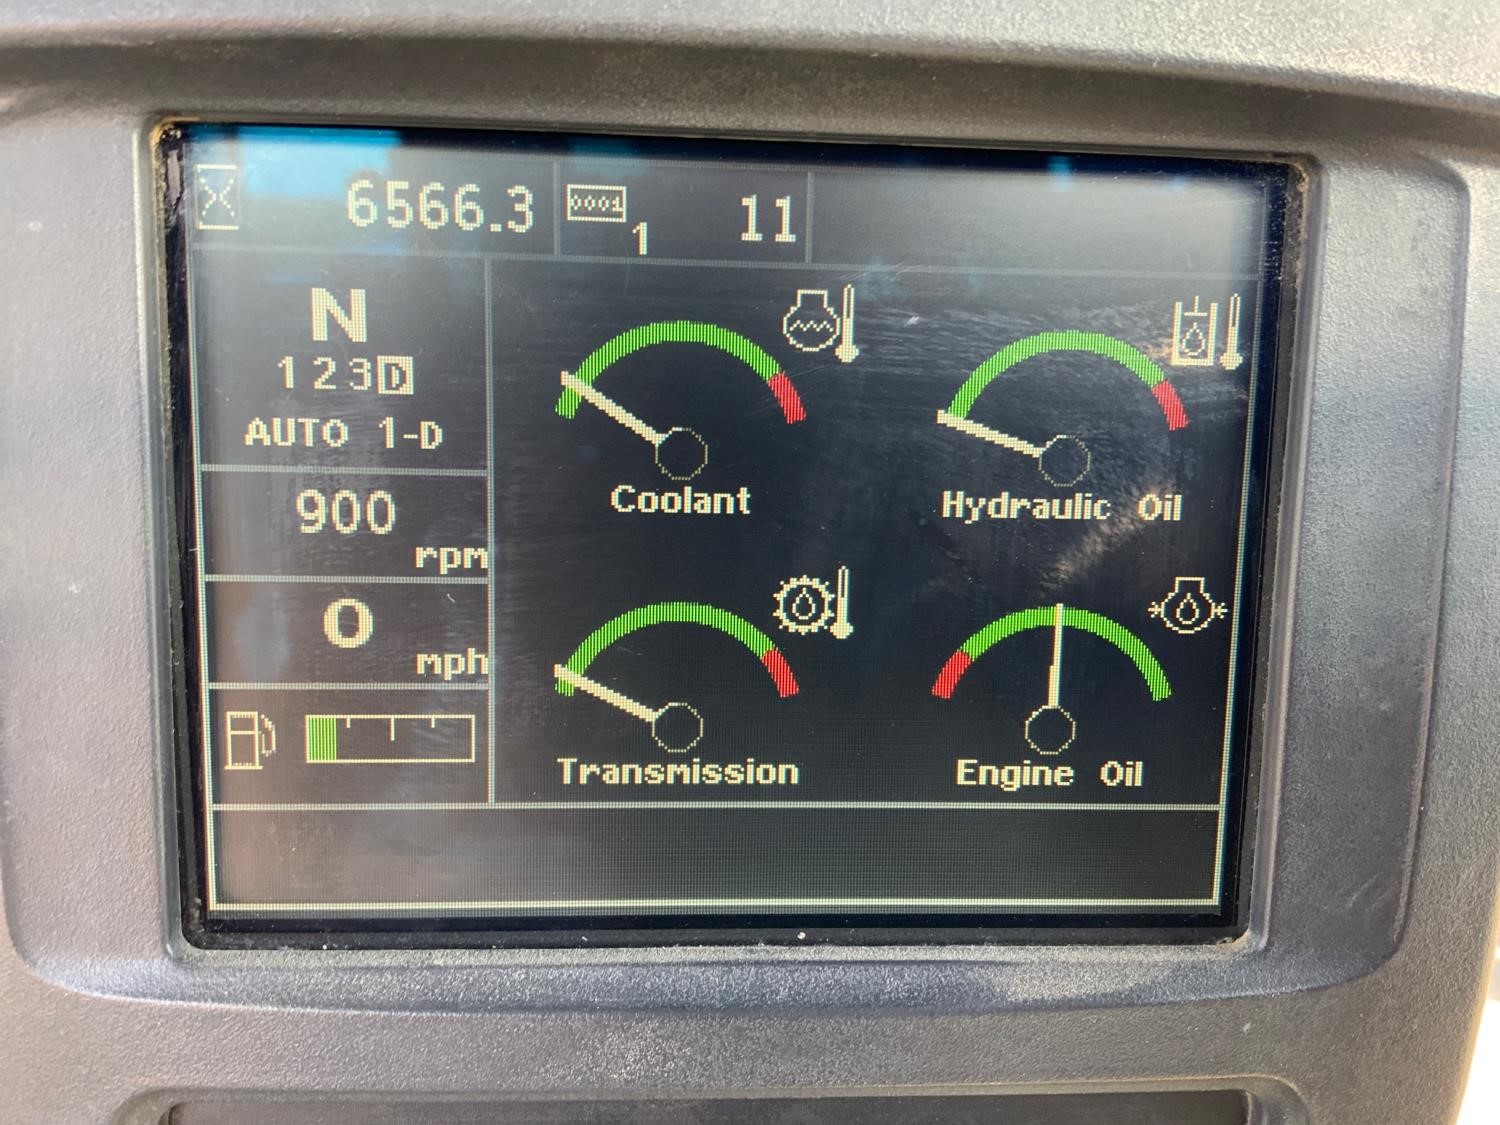 6566.3
0001
1
11
N
123D
AUTO 1-D
900
rpm
0
mph
Coolant
Hydraulic Oil
Transmission
Engine Oil